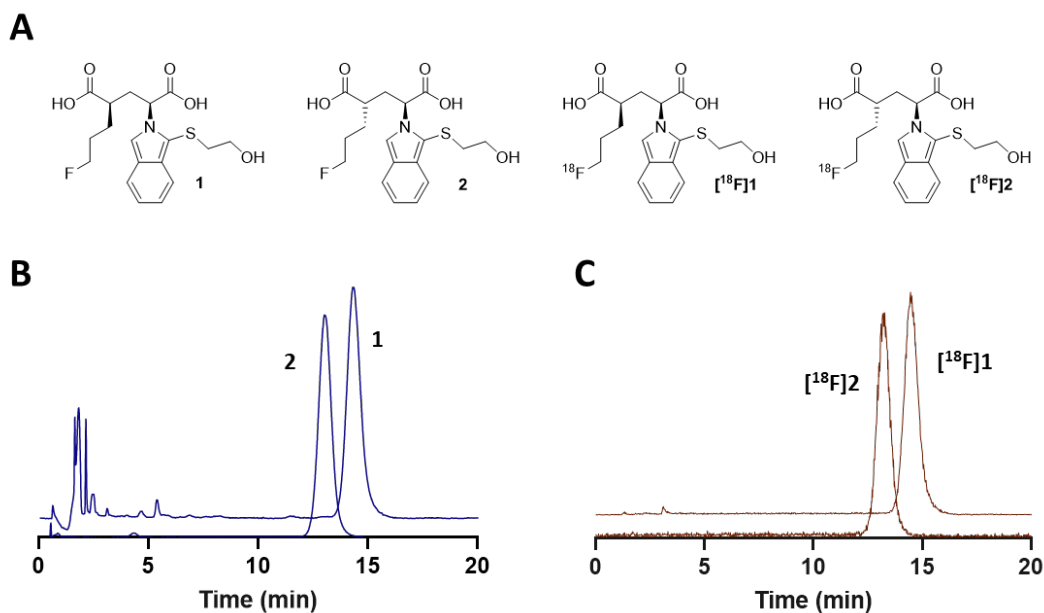 A
O O O O O O O O
HO OH HO OH HO OH HO OH
N S N S N S N S
OH OH OH OH
F F ¹⁸F ¹⁸F
1 2 [¹⁸F]1 [¹⁸F]2
B C
1
2
[¹⁸F]1
[¹⁸F]2
0 5 10 15 20
Time (min)
0 5 10 15 20
Time (min)